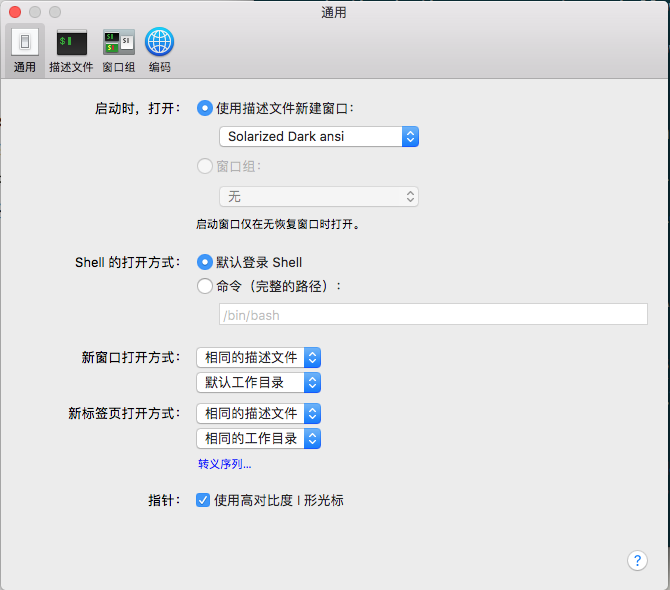 通用
通用 描述文件 窗口组 编码
启动时，打开： 使用描述文件新建窗口：
Solarized Dark ansi
窗口组：
无
启动窗口仅在无恢复窗口时打开。
Shell 的打开方式： 默认登录 Shell
命令（完整的路径）：
/bin/bash
新窗口打开方式： 相同的描述文件
默认工作目录
新标签页打开方式： 相同的描述文件
相同的工作目录
转义序列...
指针： 使用高对比度 I 形光标
?